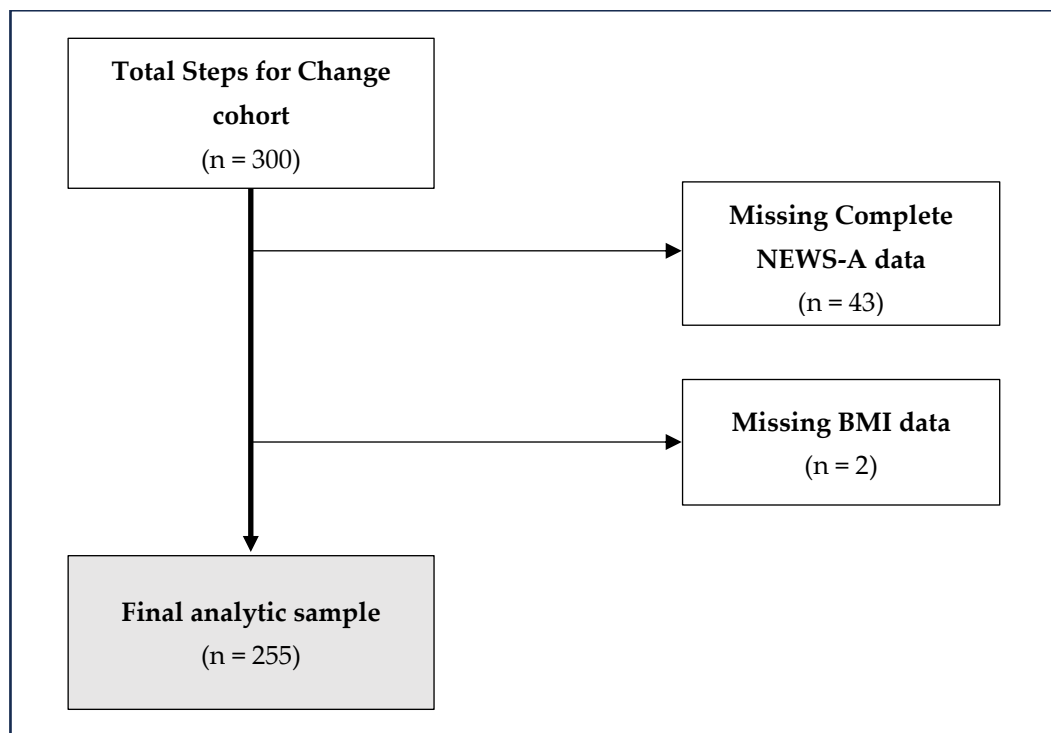 Total Steps for Change
cohort
(n = 300)
Missing Complete
NEWS-A data
(n = 43)
Missing BMI data
(n = 2)
Final analytic sample
(n = 255)